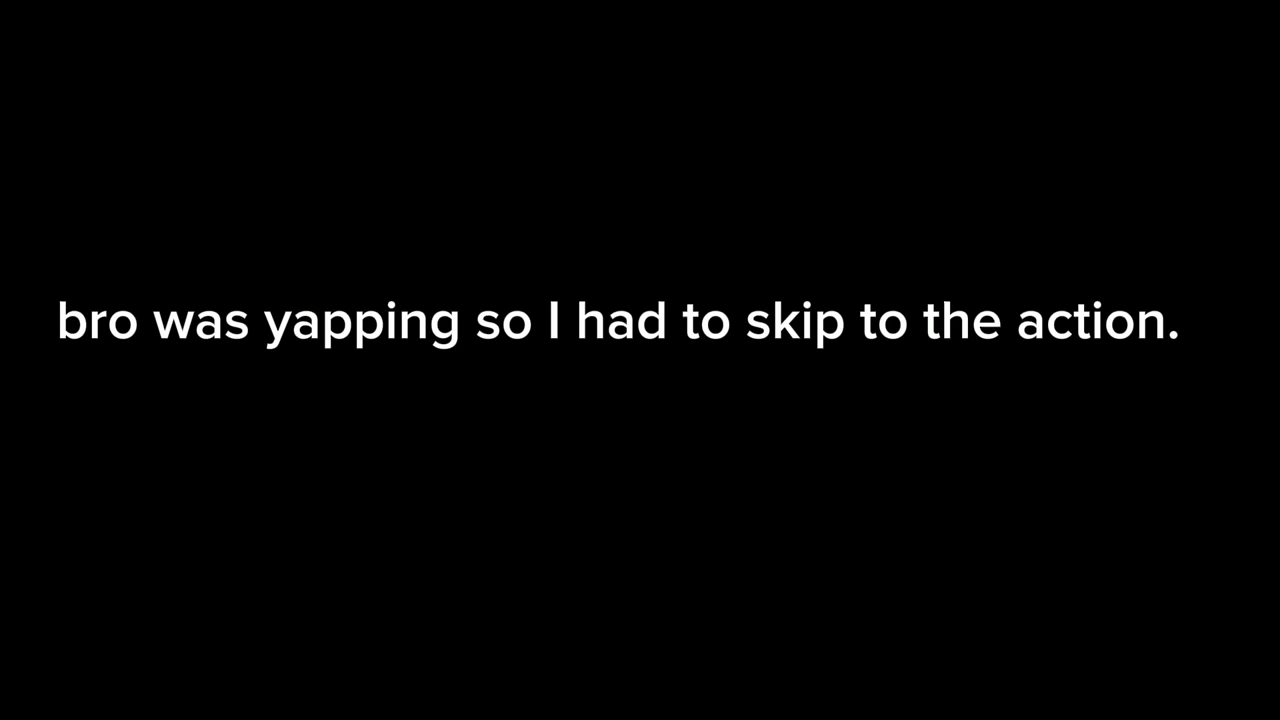 bro was yapping so I had to skip to the action.